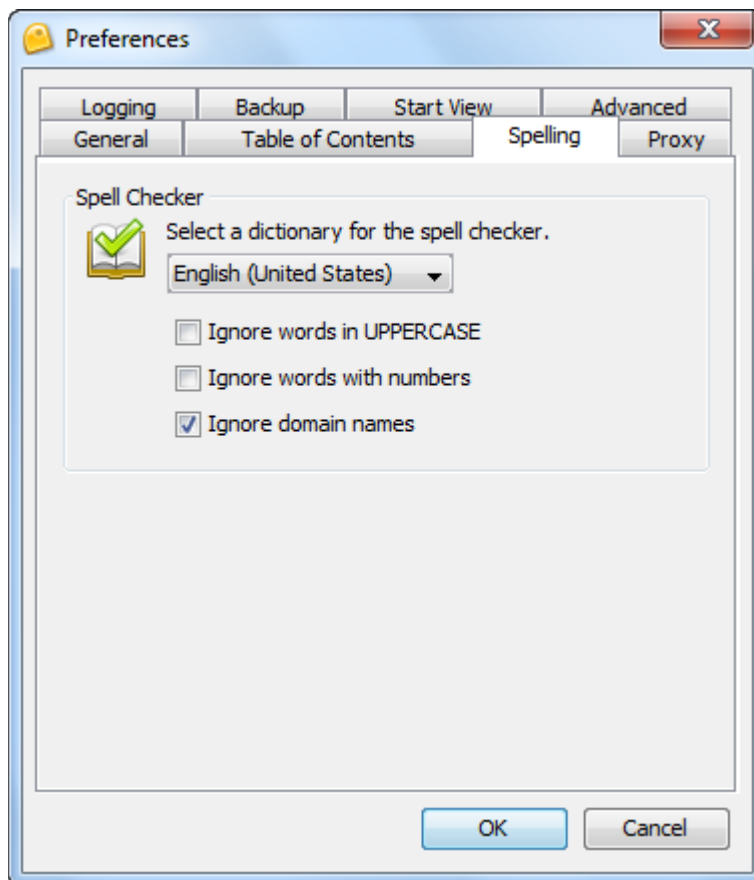 Preferences
Logging Backup Start View Advanced
General Table of Contents Spelling Proxy
Spell Checker
Select a dictionary for the spell checker.
English (United States)
Ignore words in UPPERCASE
Ignore words with numbers
Ignore domain names
OK Cancel